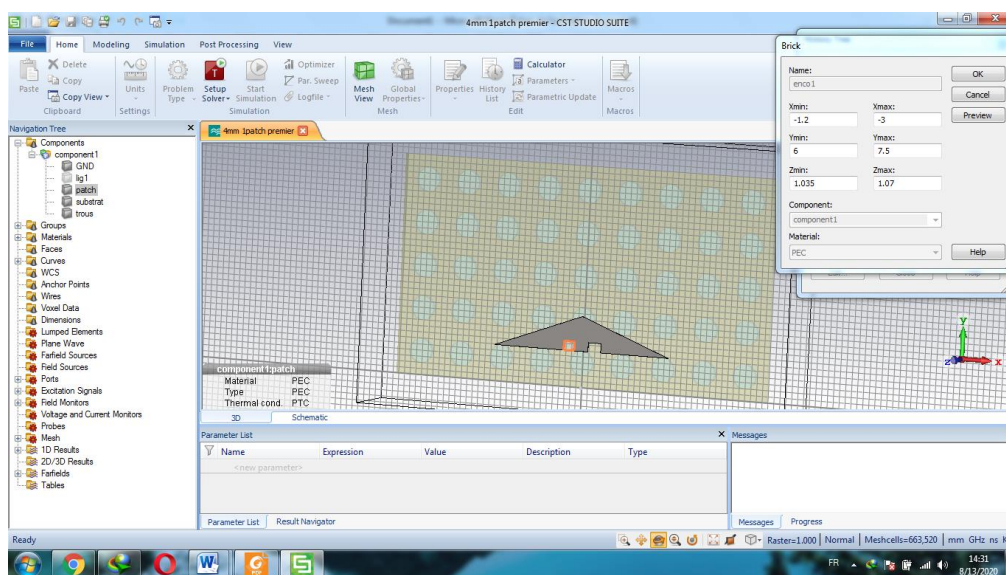 4mm 1patch premier - CST STUDIO SUITE
File Home Modeling Simulation Post Processing View
Paste
Delete
Copy
Copy View
Clipboard
Units
Settings
Problem Type
Setup Solver
Start Simulation
Optimizer
Par. Sweep
Logfile
Simulation
Mesh View
Global Properties
Mesh
Properties
History List
Calculator
Parameters
Parametric Update
Edit
Macros
Macros
Navigation Tree
Components
component1
GND
lig1
patch
substrat
trous
Groups
Materials
Faces
Curves
WCS
Anchor Points
Wires
Voxel Data
Dimensions
Lumped Elements
Plane Wave
Farfield Sources
Field Sources
Ports
Excitation Signals
Field Monitors
Voltage and Current Monitors
Probes
Mesh
1D Results
2D/3D Results
Farfields
Tables
4mm 1patch premier
component1:patch
Material PEC
Type PEC
Thermal cond. PTC
y
z
x
3D Schematic
Brick
Name:
enco1
Xmin: Xmax:
-1.2 -3
Ymin: Ymax:
6 7.5
Zmin: Zmax:
1.035 1.07
Component:
component1
Material:
PEC
OK
Cancel
Preview
Help
Parameter List
Name Expression Value Description Type
<new parameter>
Parameter List Result Navigator
Messages
Messages Progress
Ready
Raster=1.000 Normal Meshcells=663,520 mm GHz ns K
FR
14:31
8/13/2020